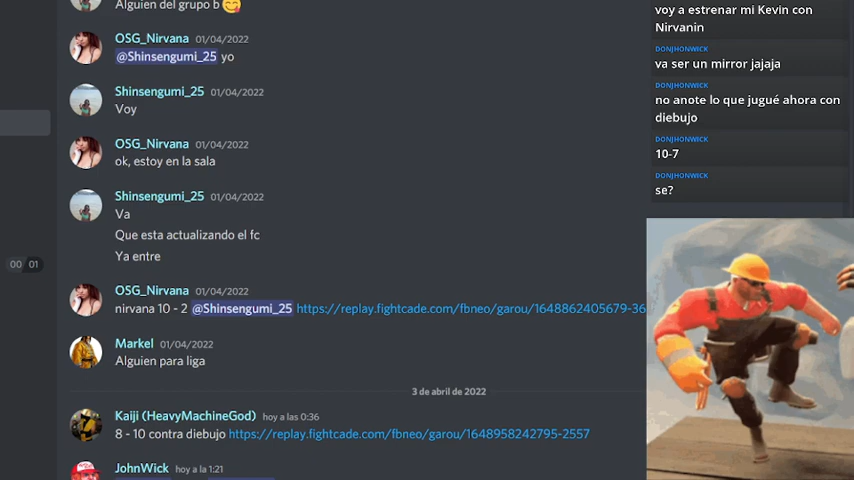 Alguien del grupo b
OSG_Nirvana 01/04/2022
@Shinsengumi_25 yo
Shinsengumi_25 01/04/2022
Voy
OSG_Nirvana 01/04/2022
ok, estoy en la sala
Shinsengumi_25 01/04/2022
Va
Que esta actualizando el fc
Ya entre
00 01
OSG_Nirvana 01/04/2022
nirvana 10 - 2 @Shinsengumi_25 https://replay.fightcade.com/fbneo/garou/1648862405679-36
Markel 01/04/2022
Alguien para liga
3 de abril de 2022
Kaiji (HeavyMachineGod) hoy a las 0:36
8 - 10 contra diebujo https://replay.fightcade.com/fbneo/garou/1648958242795-2557
JohnWick hoy a la 1:21
voy a estrenar mi Kevin con
Nirvanin
DONJHONWICK
va ser un mirror jajaja
DONJHONWICK
no anote lo que jugué ahora con
diebujo
DONJHONWICK
10-7
DONJHONWICK
se?